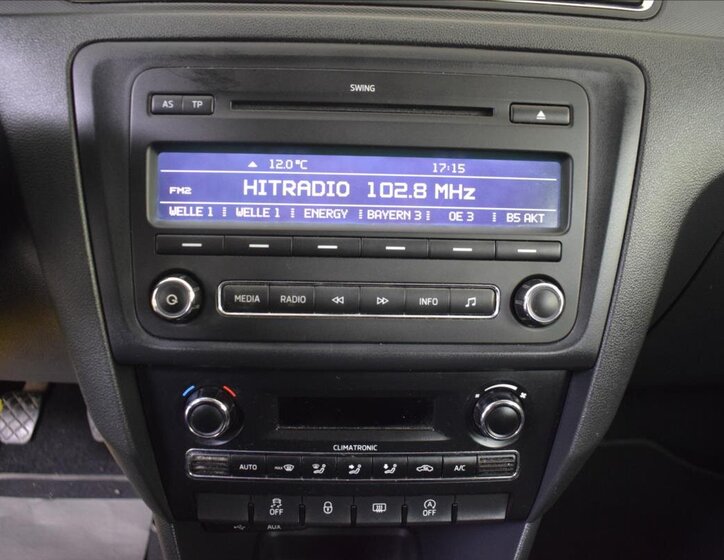 SWING
AS TP
12.0°C 17:15
FM2 HITRADIO 102.8 MHz
WELLE 1 WELLE 1 ENERGY BAYERN 3 OE 3 B5 AKT
MEDIA RADIO INFO
CLIMATRONIC
AUTO MAX A/C
OFF OFF
AUX